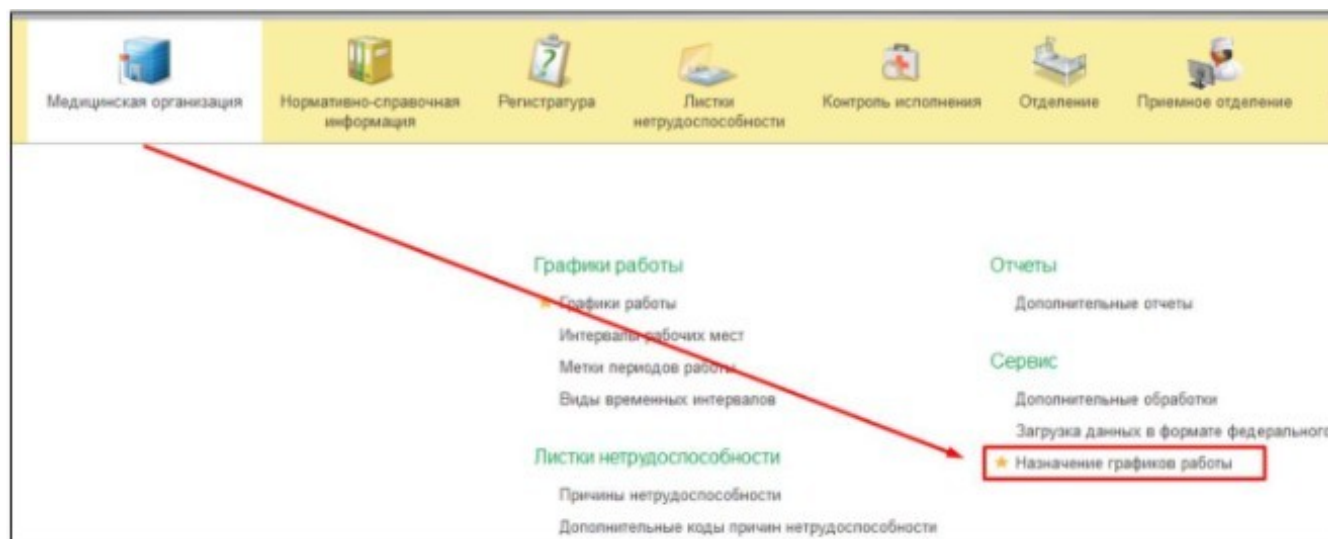 Медицинская организация
Нормативно-справочная
информация
Регистратура
Листки
нетрудоспособности
Контроль исполнения
Отделение
Приемное отделение
Графики работы
Графики работы
Интервалы рабочих мест
Метки периодов работы
Виды временных интервалов
Листки нетрудоспособности
Причины нетрудоспособности
Дополнительные коды причин нетрудоспособности
Отчеты
Дополнительные отчеты
Сервис
Дополнительные обработки
Загрузка данных в формате федерального
Назначение графиков работы